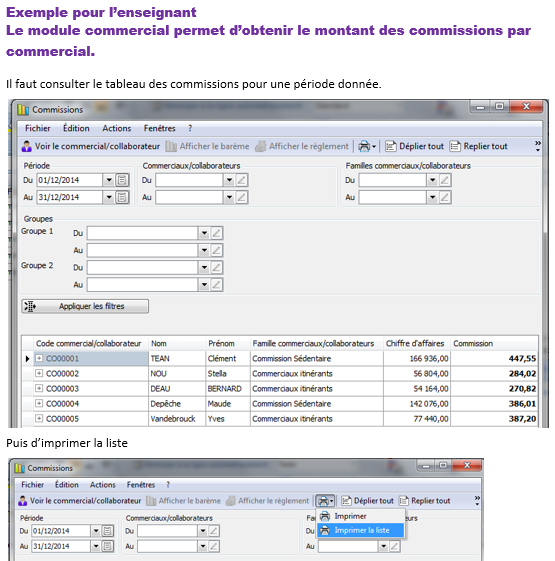 Exemple pour l'enseignant
Le module commercial permet d'obtenir le montant des commissions par
commercial.
Il faut consulter le tableau des commissions pour une période donnée.
Commissions
Fichier Édition Actions Fenêtres ?
Voir le commercial/collaborateur Afficher le barème Afficher le règlement Déplier tout Replier tout »
Période Commerciaux/collaborateurs Familles commerciaux/collaborateurs
Du 01/12/2014 Du Du
Au 31/12/2014 Au Au
Groupes
Groupe 1 Du
Au
Groupe 2 Du
Au
Appliquer les filtres
Code commercial/collaborateur Nom Prénom Famille commerciaux/collaborateurs Chiffre d'affaires Commission
CO00001 TEAN Clément Commission Sédentaire 166 936,00 447,55
CO00002 NOU Stella Commerciaux itinérants 56 804,00 284,02
CO00003 DEAU BERNARD Commerciaux itinérants 54 164,00 270,82
CO00004 Depêche Maude Commission Sédentaire 142 076,00 386,01
CO00005 Vandebrouck Yves Commerciaux itinérants 77 440,00 387,20
Puis d'imprimer la liste
Commissions
Fichier Édition Actions Fenêtres ?
Voir le commercial/collaborateur Afficher le barème Afficher le règlement Déplier tout Replier tout »
Période Commerciaux/collaborateurs Fa Imprimer urs
Du 01/12/2014 Du Du Imprimer la liste
Au 31/12/2014 Au Au